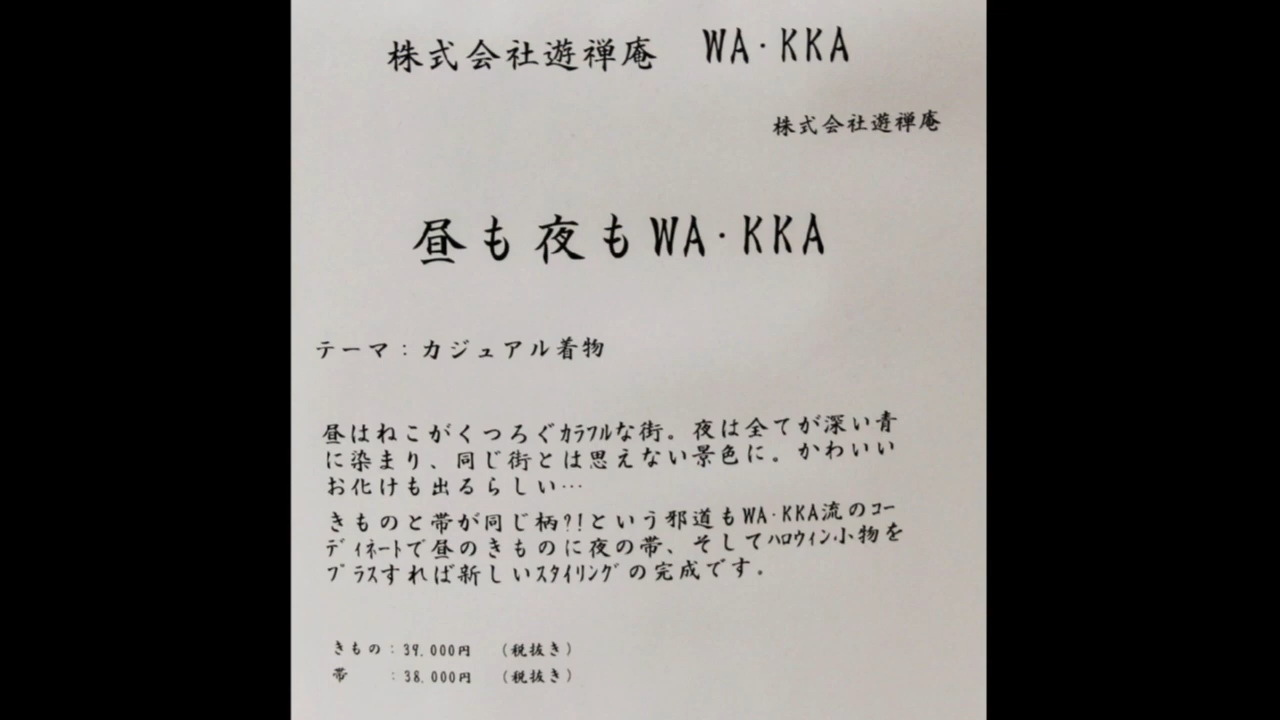 株式会社遊禅庵　WA・KKA
株式会社遊禅庵
昼も夜もWA・KKA
テーマ：カジュアル着物
昼はねこがくつろぐｶﾗﾌﾙな街。夜は全てが深い青
に染まり、同じ街とは思えない景色に。かわいい
お化けも出るらしい…
きものと帯が同じ柄?!という邪道もWA・KKA流のｺｰ
ﾃﾞｨﾈｰﾄで昼のきものに夜の帯、そしてﾊﾛｳｨﾝ小物を
ﾌﾟﾗｽすれば新しいｽﾀｲﾘﾝｸﾞの完成です。
きもの：39,000円　（税抜き）
帯　　：38,000円　（税抜き）